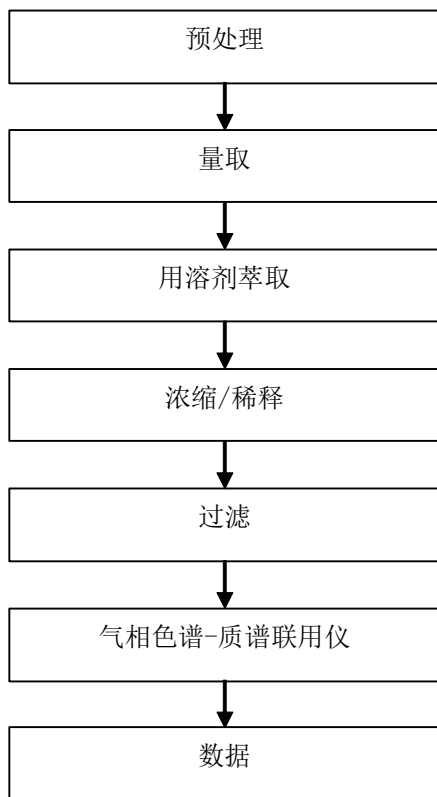 预处理
量取
用溶剂萃取
浓缩/稀释
过滤
气相色谱-质谱联用仪
数据